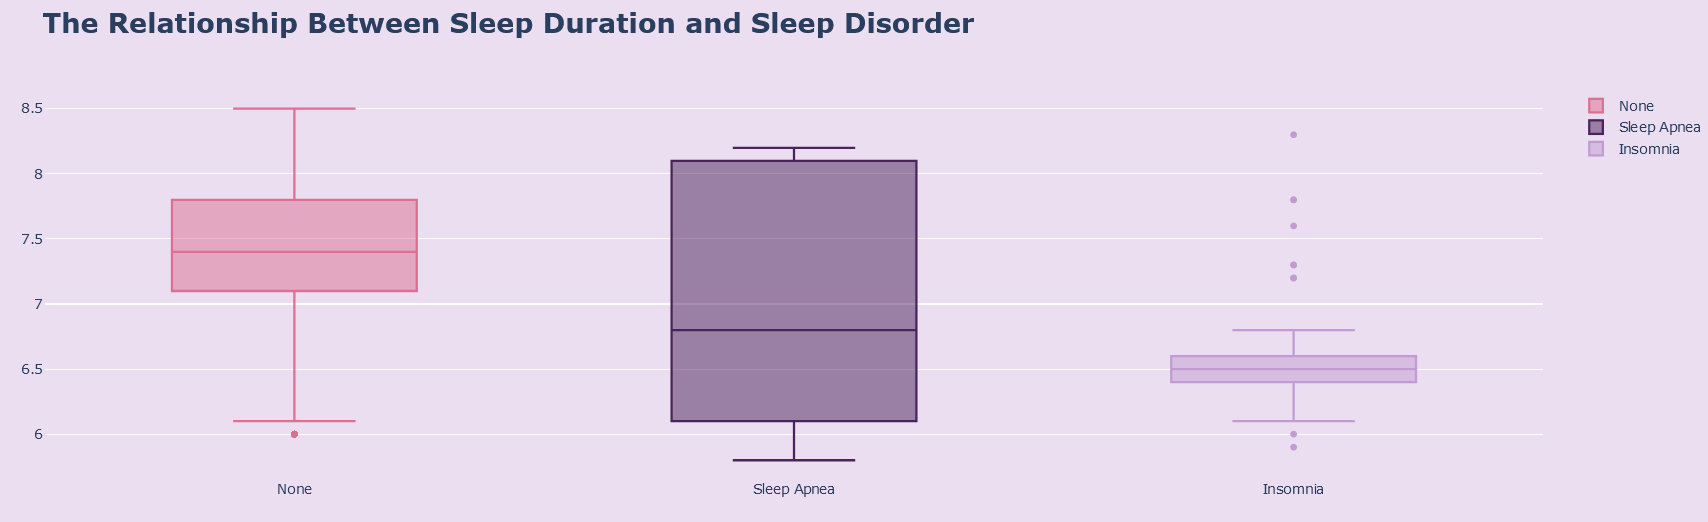 The Relationship Between Sleep Duration and Sleep Disorder
8.5
8
7.5
7
6.5
6
None
Sleep Apnea
Insomnia
None
Sleep Apnea
Insomnia